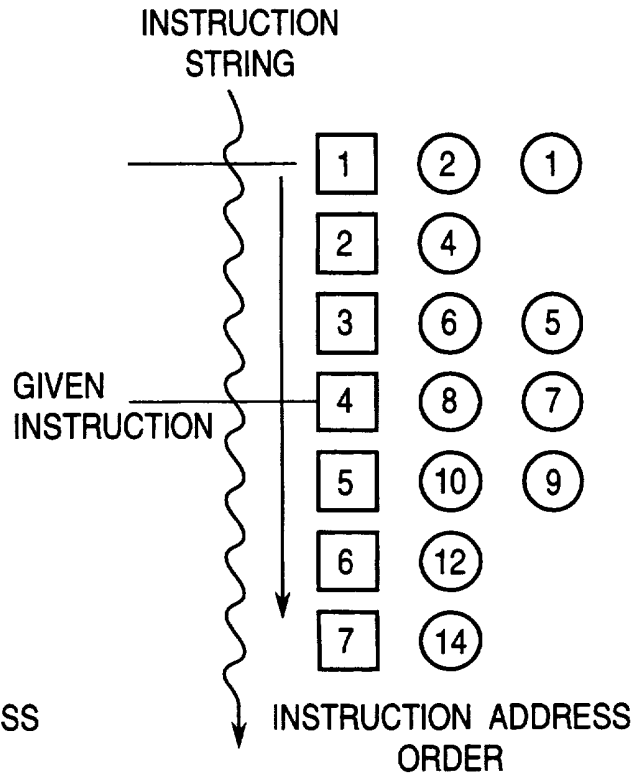 INSTRUCTION
STRING
1 2 1
2 4
3 6 5
GIVEN
INSTRUCTION
4 8 7
5 10 9
6 12
7 14
SS
INSTRUCTION ADDRESS
ORDER